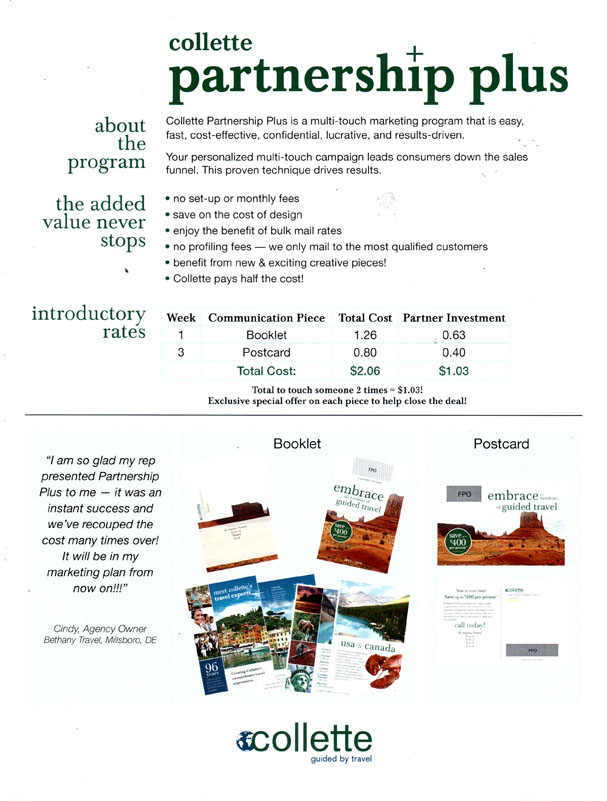 collette
partnership plus
about
the
program
Collette Partnership Plus is a multi-touch marketing program that is easy,
fast, cost-effective, confidential, lucrative, and results-driven.
Your personalized multi-touch campaign leads consumers down the sales
funnel. This proven technique drives results.
the added
value never
stops
• no set-up or monthly fees
• save on the cost of design
• enjoy the benefit of bulk mail rates
• no profiling fees — we only mail to the most qualified customers
• benefit from new & exciting creative pieces!
• Collette pays half the cost!
introductory
rates
Week Communication Piece Total Cost Partner Investment
1 Booklet 1.26 0.63
3 Postcard 0.80 0.40
Total Cost: $2.06 $1.03
Total to touch someone 2 times = $1.03!
Exclusive special offer on each piece to help close the deal!
"I am so glad my rep
presented Partnership
Plus to me — it was an
instant success and
we've recouped the
cost many times over!
It will be in my
marketing plan from
now on!!!"
Cindy, Agency Owner
Bethany Travel, Millsboro, DE
Booklet
FPO
embrace
the freedom of
guided travel
save
$400
per person
meet collette's
travel experts
96
years
usa & canada
Postcard
FPO
embrace
of guided travel
save
$400
per person
Save up to $400 per person
call today!
collette
FPO
collette
guided by travel